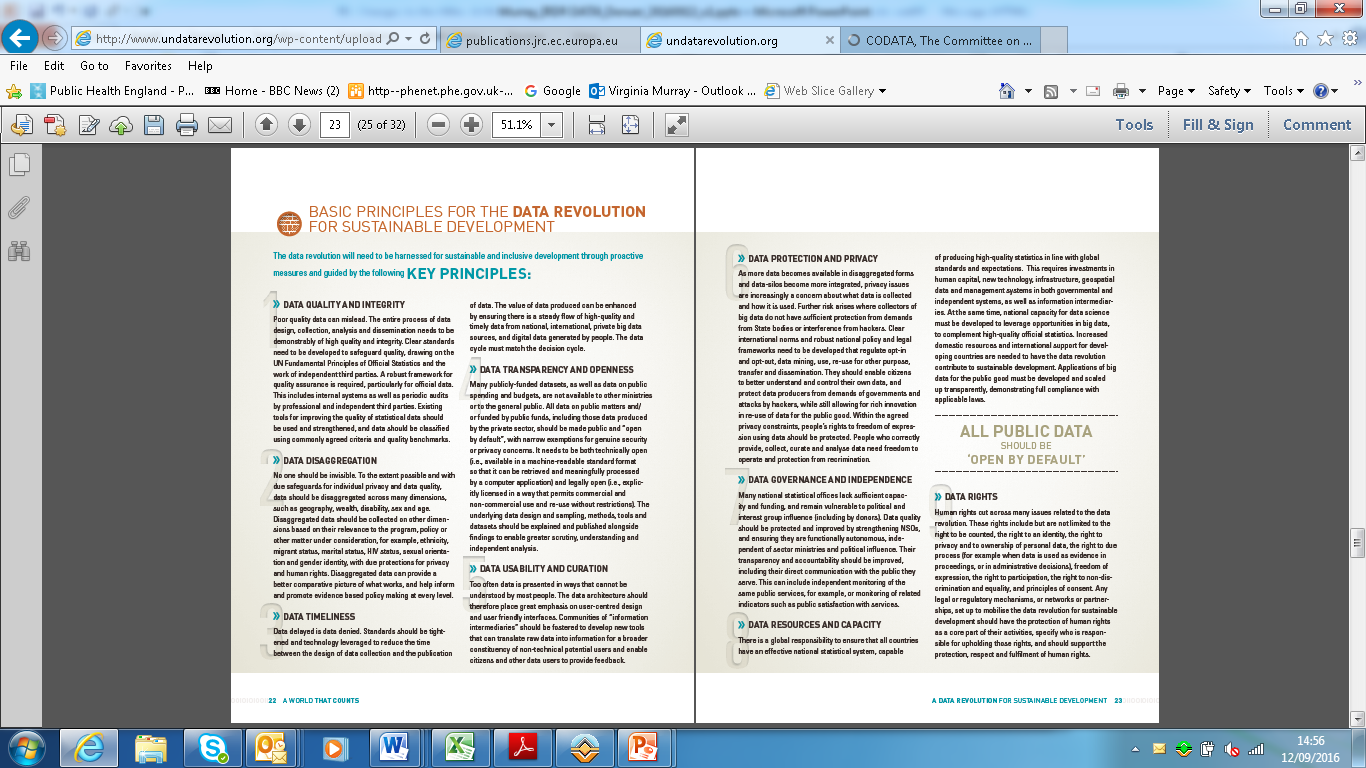 http://www.undatarevolution.org/wp-content/upload
publications.jrc.ec.europa.eu
undatarevolution.org
CODATA, The Committee on ...
File Edit Go to Favorites Help
Public Health England - P...
Home - BBC News (2)
http--phenet.phe.gov.uk-...
Google
Virginia Murray - Outlook ...
Web Slice Gallery
Page
Safety
Tools
23 (25 of 32)
51.1%
Tools Fill & Sign Comment
BASIC PRINCIPLES FOR THE DATA REVOLUTION
FOR SUSTAINABLE DEVELOPMENT
The data revolution will need to be harnessed for sustainable and inclusive development through proactive
measures and guided by the following KEY PRINCIPLES:
1
» DATA QUALITY AND INTEGRITY
Poor quality data can mislead. The entire process of data
design, collection, analysis and dissemination needs to be
demonstrably of high quality and integrity. Clear standards
need to be developed to safeguard quality, drawing on the
UN Fundamental Principles of Official Statistics and the
work of independent third parties. A robust framework for
quality assurance is required, particularly for official data.
This includes internal systems as well as periodic audits
by professional and independent third parties. Existing
tools for improving the quality of statistical data should
be used and strengthened, and data should be classified
using commonly agreed criteria and quality benchmarks.
2
» DATA DISAGGREGATION
No one should be invisible. To the extent possible and with
due safeguards for individual privacy and data quality,
data should be disaggregated across many dimensions,
such as geography, wealth, disability, sex and age.
Disaggregated data should be collected on other dimen-
sions based on their relevance to the program, policy or
other matter under consideration, for example, ethnicity,
migrant status, marital status, HIV status, sexual orienta-
tion and gender identity, with due protections for privacy
and human rights. Disaggregated data can provide a
better comparative picture of what works, and help inform
and promote evidence based policy making at every level.
3
» DATA TIMELINESS
Data delayed is data denied. Standards should be tight-
ened and technology leveraged to reduce the time
between the design of data collection and the publication
of data. The value of data produced can be enhanced
by ensuring there is a steady flow of high-quality and
timely data from national, international, private big data
sources, and digital data generated by people. The data
cycle must match the decision cycle.
4
» DATA TRANSPARENCY AND OPENNESS
Many publicly-funded datasets, as well as data on public
spending and budgets, are not available to other ministries
or to the general public. All data on public matters and/
or funded by public funds, including those data produced
by the private sector, should be made public and “open
by default”, with narrow exemptions for genuine security
or privacy concerns. It needs to be both technically open
(i.e., available in a machine-readable standard format
so that it can be retrieved and meaningfully processed
by a computer application) and legally open (i.e., explic-
itly licensed in a way that permits commercial and
non-commercial use and re-use without restrictions). The
underlying data design and sampling, methods, tools and
datasets should be explained and published alongside
findings to enable greater scrutiny, understanding and
independent analysis.
5
» DATA USABILITY AND CURATION
Too often data is presented in ways that cannot be
understood by most people. The data architecture should
therefore place great emphasis on user-centred design
and user friendly interfaces. Communities of “information
intermediaries” should be fostered to develop new tools
that can translate raw data into information for a broader
constituency of non-technical potential users and enable
citizens and other data users to provide feedback.
22 A WORLD THAT COUNTS
6
» DATA PROTECTION AND PRIVACY
As more data becomes available in disaggregated forms
and data-silos become more integrated, privacy issues
are increasingly a concern about what data is collected
and how it is used. Further risk arises where collectors of
big data do not have sufficient protection from demands
from State bodies or interference from hackers. Clear
international norms and robust national policy and legal
frameworks need to be developed that regulate opt-in
and opt-out, data mining, use, re-use for other purpose,
transfer and dissemination. They should enable citizens
to better understand and control their own data, and
protect data producers from demands of governments and
attacks by hackers, while still allowing for rich innovation
in re-use of data for the public good. Within the agreed
privacy constraints, people’s rights to freedom of expres-
sion using data should be protected. People who correctly
provide, collect, curate and analyse data need freedom to
operate and protection from recrimination.
7
» DATA GOVERNANCE AND INDEPENDENCE
Many national statistical offices lack sufficient capac-
ity and funding, and remain vulnerable to political and
interest group influence (including by donors). Data quality
should be protected and improved by strengthening NSOs,
and ensuring they are functionally autonomous, inde-
pendent of sector ministries and political influence. Their
transparency and accountability should be improved,
including their direct communication with the public they
serve. This can include independent monitoring of the
same public services, for example, or monitoring of related
indicators such as public satisfaction with services.
8
» DATA RESOURCES AND CAPACITY
There is a global responsibility to ensure that all countries
have an effective national statistical system, capable
of producing high-quality statistics in line with global
standards and expectations. This requires investments in
human capital, new technology, infrastructure, geospatial
data and management systems in both governmental and
independent systems, as well as information intermediar-
ies. At the same time, national capacity for data science
must be developed to leverage opportunities in big data,
to complement high-quality official statistics. Increased
domestic resources and international support for devel-
oping countries are needed to have the data revolution
contribute to sustainable development. Applications of big
data for the public good must be developed and scaled
up transparently, demonstrating full compliance with
applicable laws.
ALL PUBLIC DATA
SHOULD BE
‘OPEN BY DEFAULT’
9
» DATA RIGHTS
Human rights cut across many issues related to the data
revolution. These rights include but are not limited to the
right to be counted, the right to an identity, the right to
privacy and to ownership of personal data, the right to due
process (for example when data is used as evidence in
proceedings, or in administrative decisions), freedom of
expression, the right to participation, the right to non-dis-
crimination and equality, and principles of consent. Any
legal or regulatory mechanisms, or networks or partner-
ships, set up to mobilise the data revolution for sustainable
development should have the protection of human rights
as a core part of their activities, specify who is respon-
sible for upholding these rights, and should support the
protection, respect and fulfilment of human rights.
A DATA REVOLUTION FOR SUSTAINABLE DEVELOPMENT 23
14:56
12/09/2016